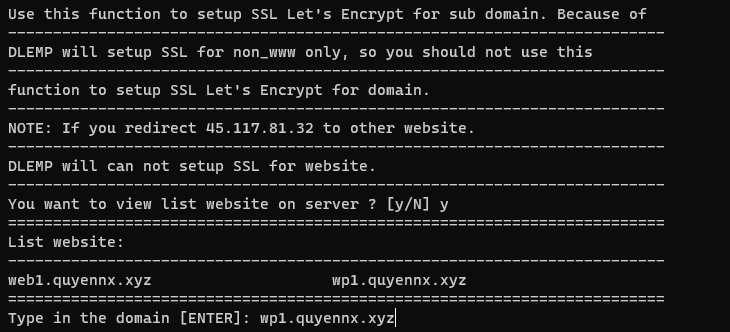 Use this function to setup SSL Let's Encrypt for sub domain. Because of
-------------------------------------------------------------------------
DLEMP will setup SSL for non_www only, so you should not use this
-------------------------------------------------------------------------
function to setup SSL Let's Encrypt for domain.
-------------------------------------------------------------------------
NOTE: If you redirect 45.117.81.32 to other website.
-------------------------------------------------------------------------
DLEMP will can not setup SSL for website.
-------------------------------------------------------------------------
You want to view list website on server ? [y/N] y
=========================================================================
List website:
-------------------------------------------------------------------------
web1.quyennx.xyz                    wp1.quyennx.xyz
=========================================================================
Type in the domain [ENTER]: wp1.quyennx.xyz